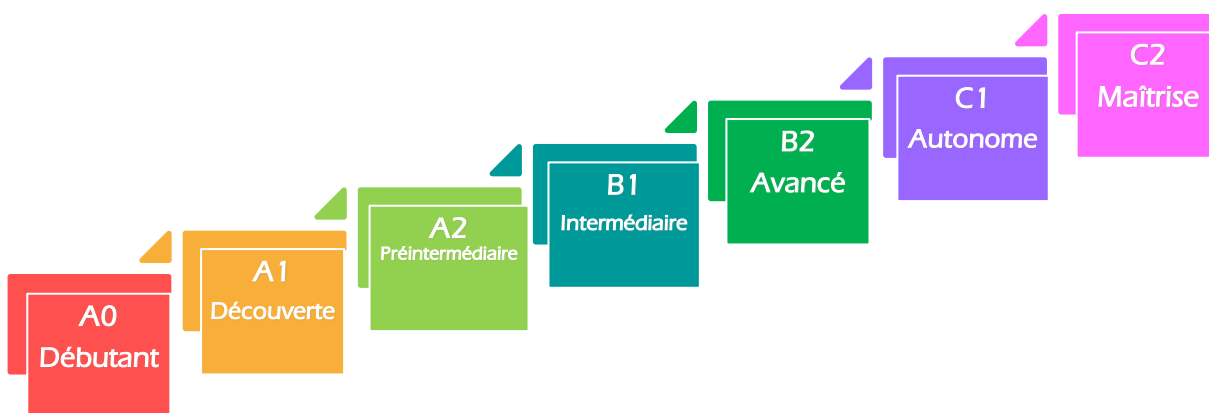 A0
Débutant
A1
Découverte
A2
Préintermédiaire
B1
Intermédiaire
B2
Avancé
C1
Autonome
C2
Maîtrise